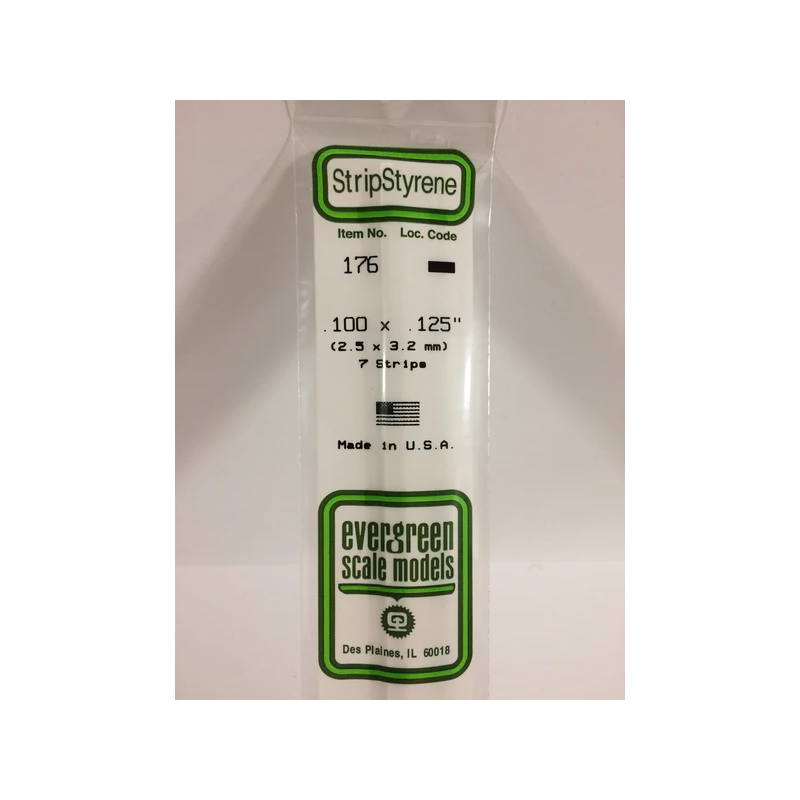 StripStyrene
Item No. Loc. Code
176
.100 x .125"
(2.5 x 3.2 mm)
7 Strips
Made in U.S.A.
evergreen
scale models
Des Plaines, IL 60018